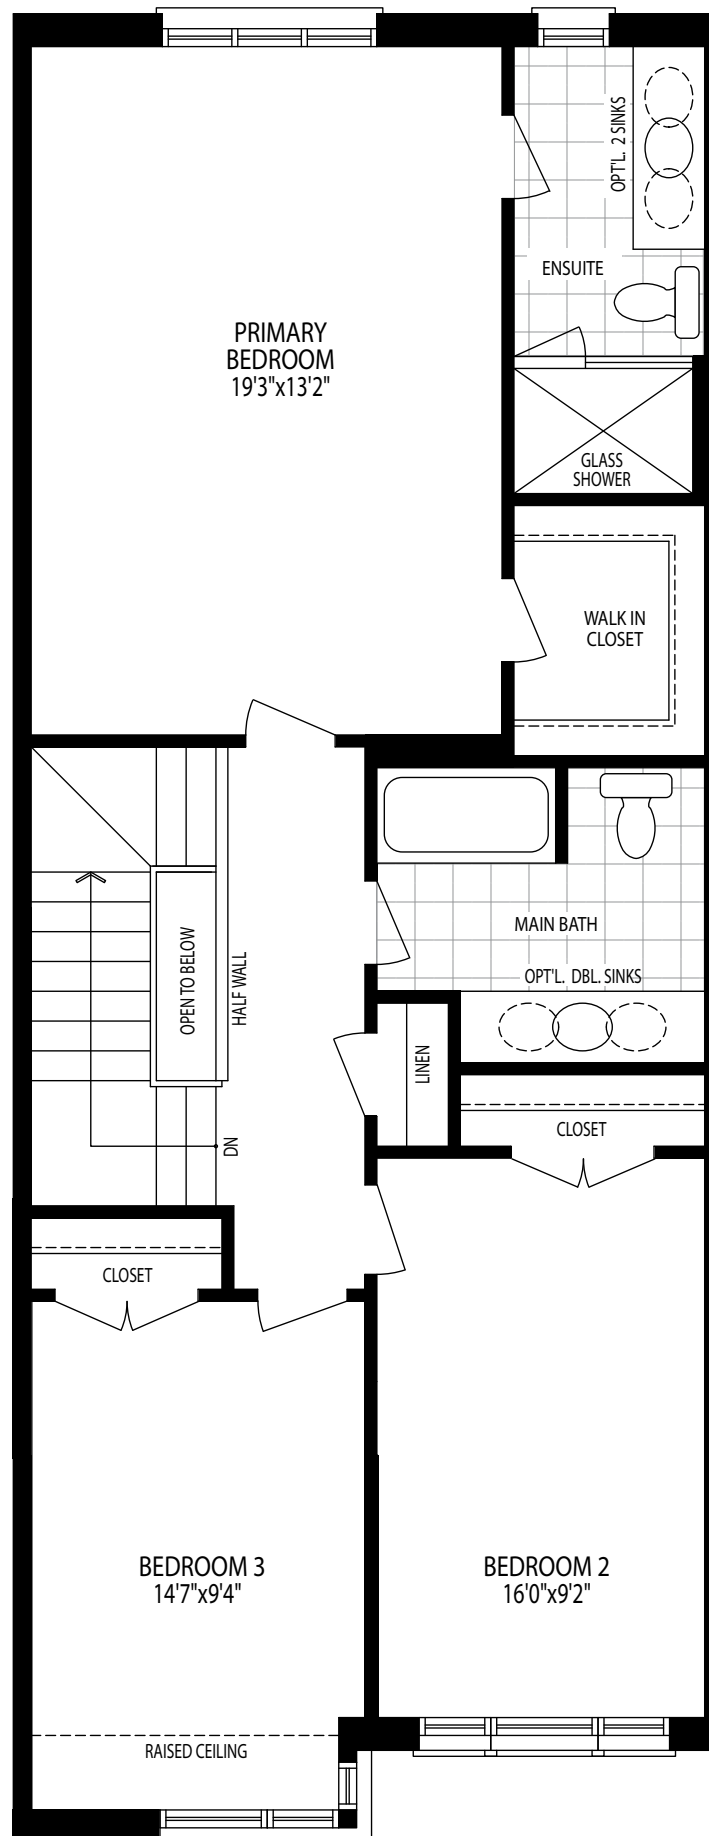 OPT'L. 2 SINKS
ENSUITE
PRIMARY
BEDROOM
19'3"x13'2"
GLASS
SHOWER
WALK IN
CLOSET
MAIN BATH
OPT'L. DBL. SINKS
OPEN TO BELOW
HALF WALL
LINEN
CLOSET
DN
CLOSET
BEDROOM 3
14'7"x9'4"
BEDROOM 2
16'0"x9'2"
RAISED CEILING